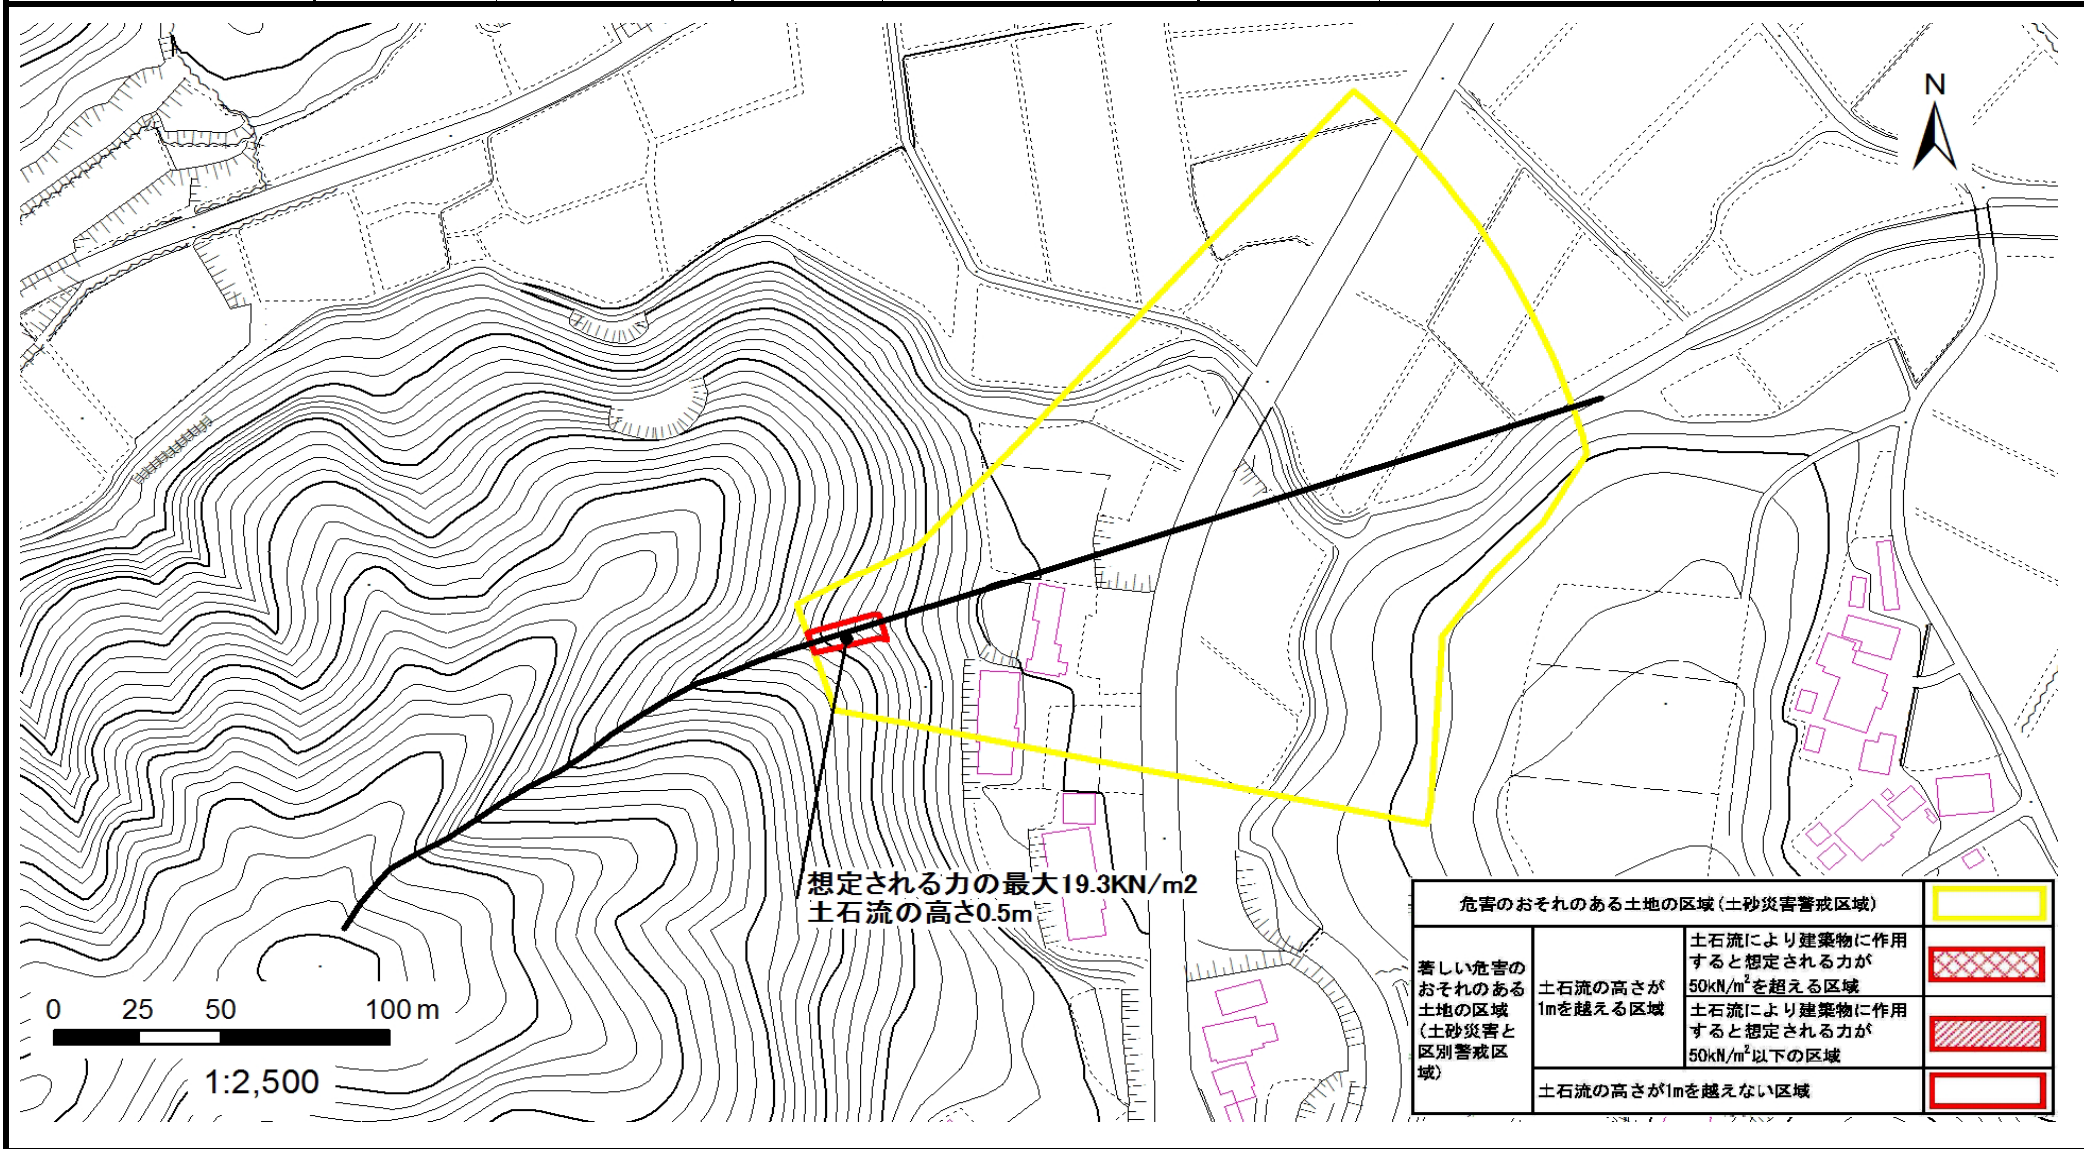 N
想定される力の最大19.3KN/m2
土石流の高さ0.5m
0 25 50 100 m
1:2,500
危害のおそれのある土地の区域(土砂災害警戒区域)
著しい危害の
おそれのある
土地の区域
(土砂災害と
区別警戒区
域)
土石流の高さが
1mを越える区域
土石流により建築物に作用
すると想定される力が
50kN/m²を超える区域
土石流により建築物に作用
すると想定される力が
50kN/m²以下の区域
土石流の高さが1mを越えない区域